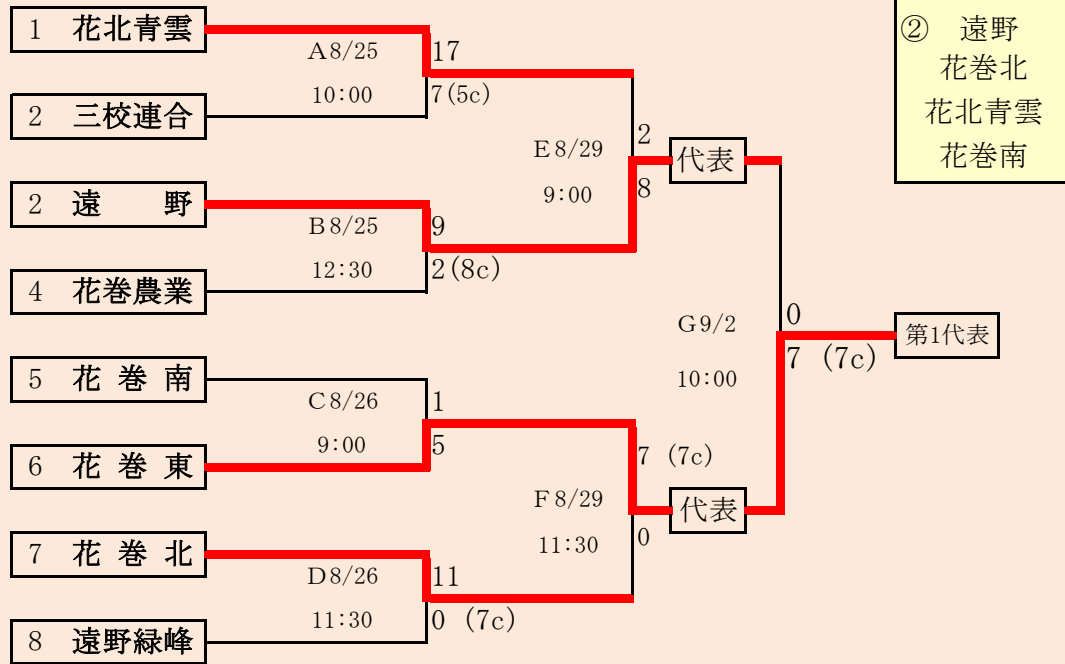 1 花北青雲
A8/25
17
10:00
7(5c)
2 三校連合
E8/29
2
9:00
8
代表
2 遠 野
B8/25
9
12:30
2(8c)
4 花巻農業
G9/2
0
10:00
7 (7c)
第1代表
5 花 巻 南
C8/26
1
9:00
5
6 花 巻 東
F8/29
7 (7c)
11:30
0
代表
7 花 巻 北
D8/26
11
11:30
0 (7c)
8 遠野緑峰
② 遠野
花巻北
花北青雲
花巻南